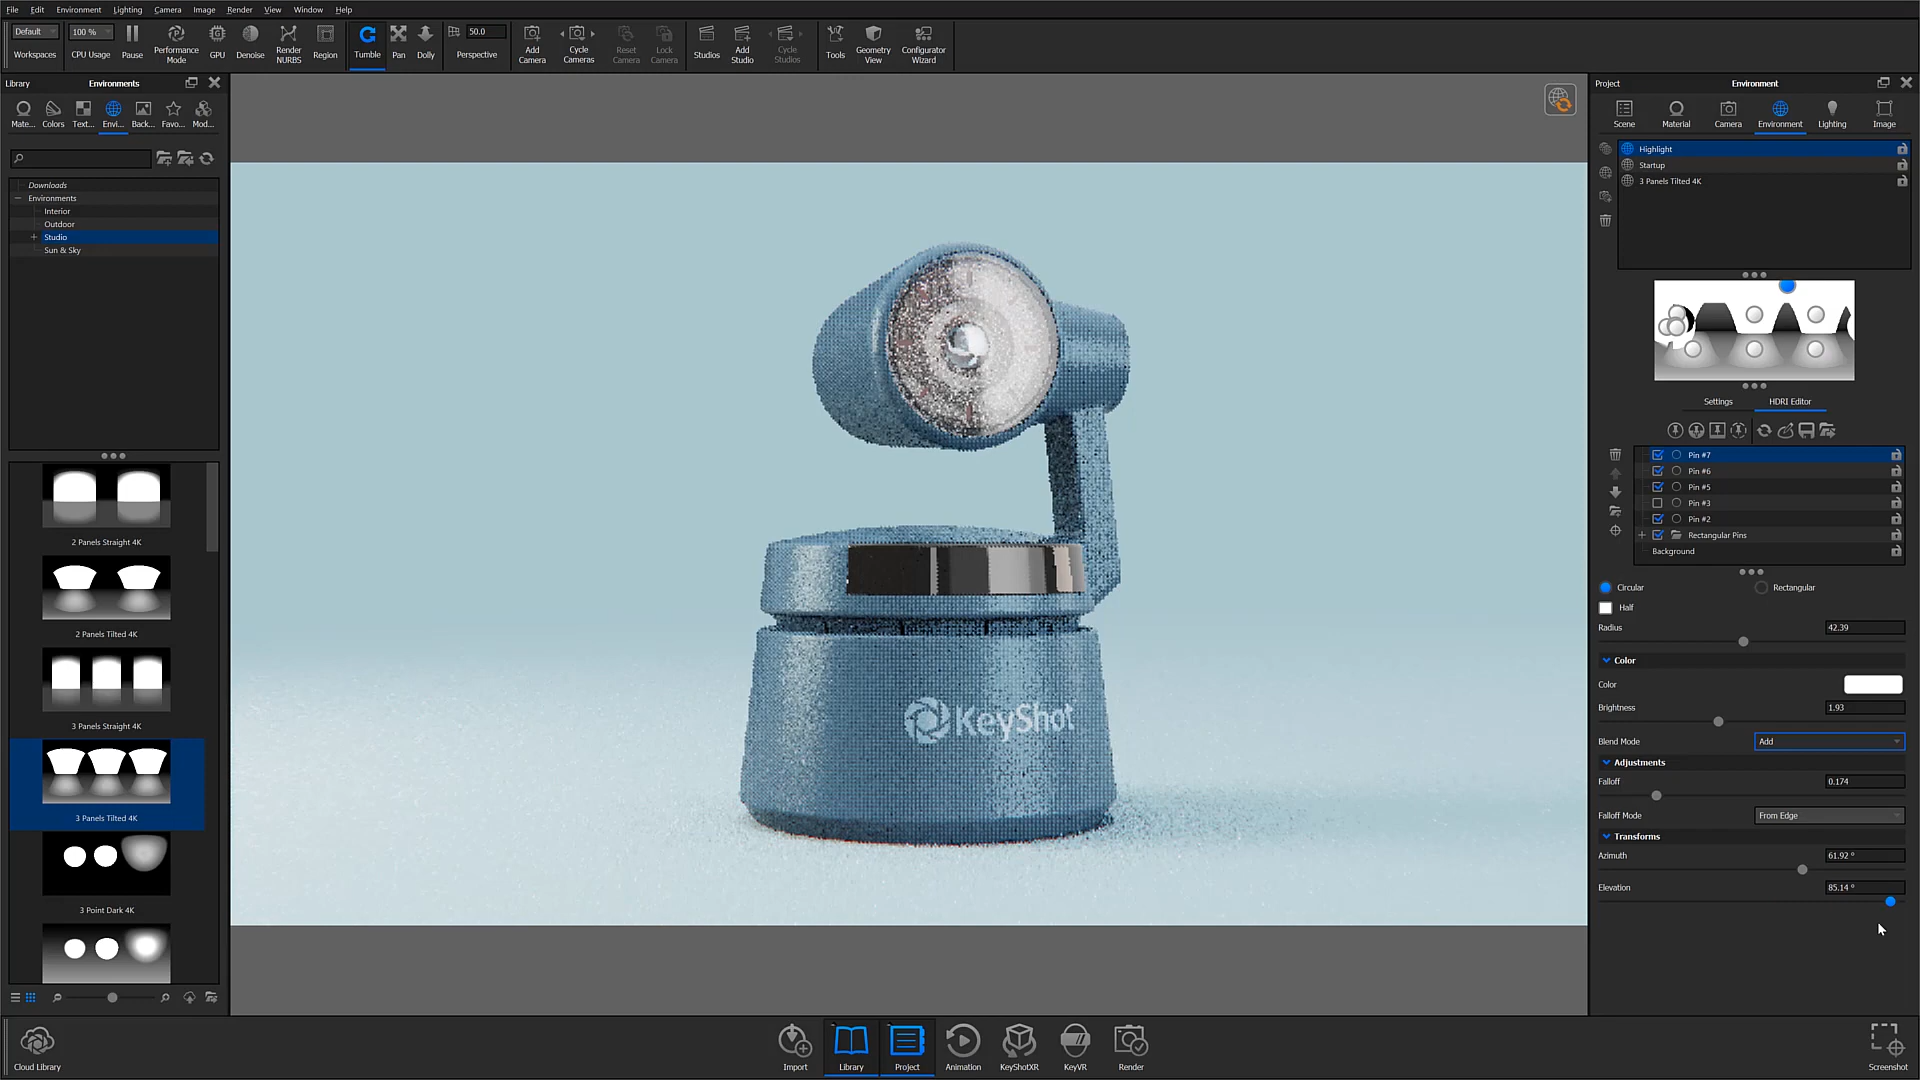 File Edit Environment Lighting Camera Image Render View Window Help
Default 100 % 50.0
Workspaces CPU Usage Pause Performance Mode GPU Denoise Render NURBS Region Tumble Pan Dolly Perspective Add Camera Cycle Cameras Reset Camera Lock Camera Studios Add Studio Cycle Studios Tools Geometry View Configurator Wizard
Library Environments
Mate... Colors Text... Envi... Back... Favo... Mod...
Downloads
Environments
Interior
Outdoor
Studio
Sun & Sky
2 Panels Straight 4K
2 Panels Tilted 4K
3 Panels Straight 4K
3 Panels Tilted 4K
3 Point Dark 4K
KeyShot
Project Environment
Scene Material Camera Environment Lighting Image
Highlight
Startup
3 Panels Tilted 4K
Settings HDRI Editor
Pin #7
Pin #6
Pin #5
Pin #3
Pin #2
Rectangular Pins
Background
Circular Rectangular
Half
Radius 42.39
Color
Color
Brightness 1.93
Blend Mode Add
Adjustments
Falloff 0.174
Falloff Mode From Edge
Transforms
Azimuth 61.92 °
Elevation 85.14 °
Cloud Library Import Library Project Animation KeyShotXR KeyVR Render Screenshot